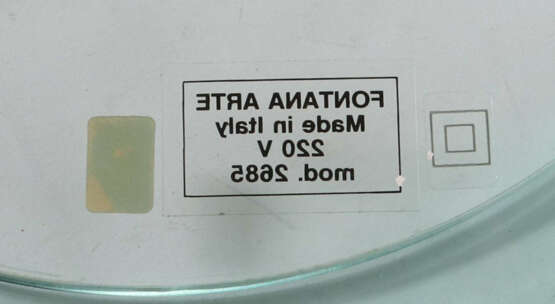 FONTANA ARTE
Made in Italy
220 V
mod. 2685